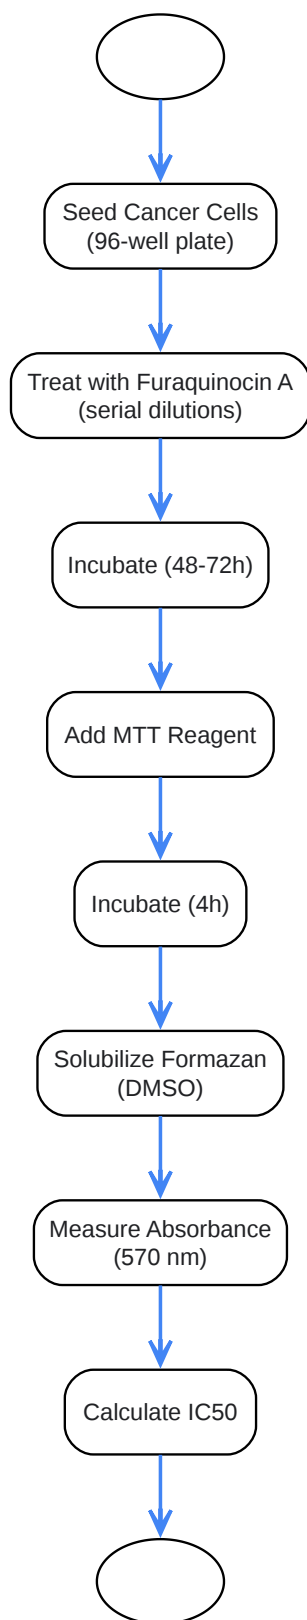 Seed Cancer Cells
(96-well plate)
Treat with Furaquinocin A
(serial dilutions)
Incubate (48-72h)
Add MTT Reagent
Incubate (4h)
Solubilize Formazan
(DMSO)
Measure Absorbance
(570 nm)
Calculate IC50